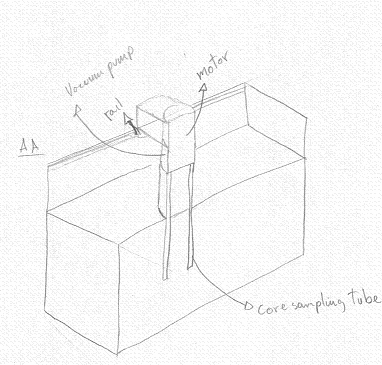 Vacuum pump
motor
rail
AA
core sampling tube